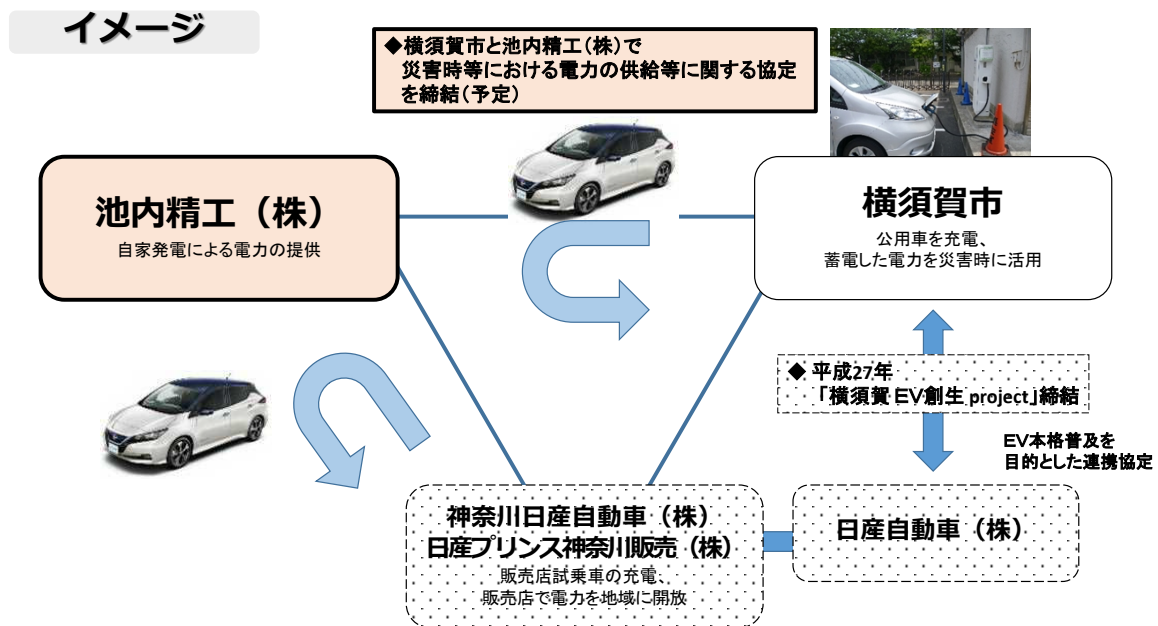 イメージ
◆横須賀市と池内精工(株)で
災害時等における電力の供給等に関する協定
を締結(予定)
池内精工（株）
自家発電による電力の提供
横須賀市
公用車を充電、
蓄電した電力を災害時に活用
◆ 平成27年
「横須賀 EV創生 project」締結
EV本格普及を
目的とした連携協定
神奈川日産自動車（株）
日産プリンス神奈川販売（株）
販売店試乗車の充電、
販売店で電力を地域に開放
日産自動車（株）